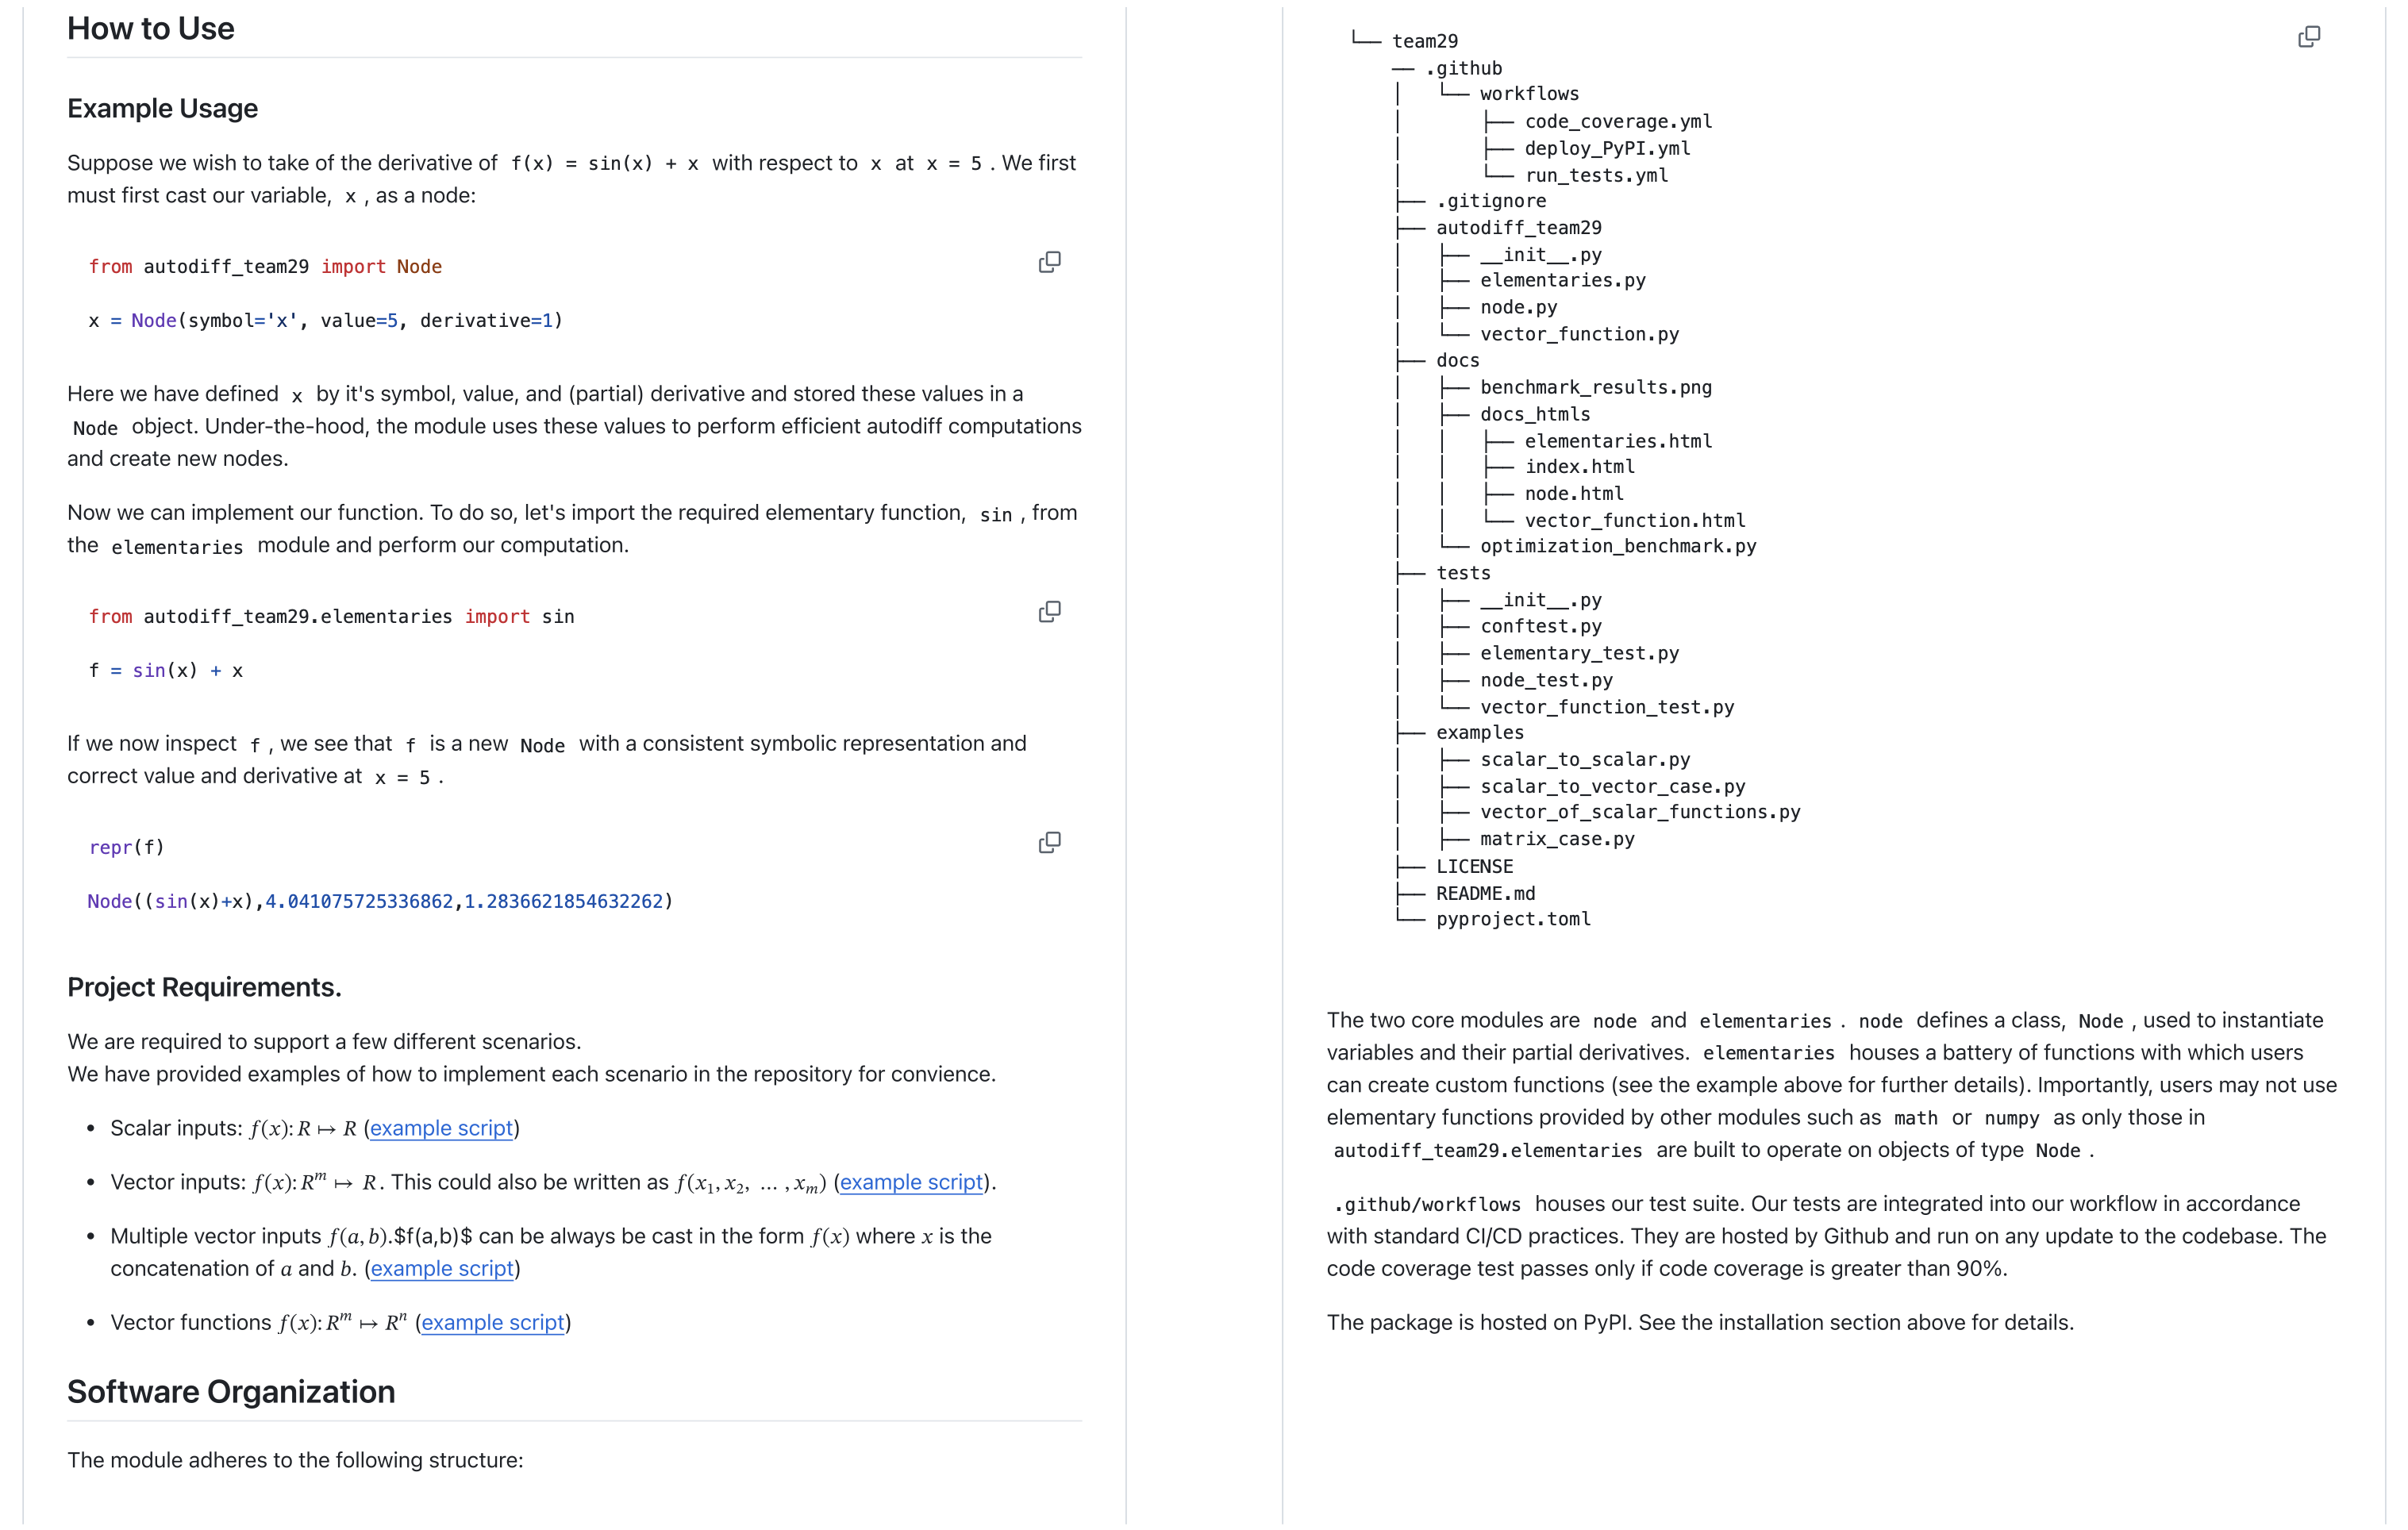 How to Use
Example Usage
Suppose we wish to take of the derivative of f(x) = sin(x) + x with respect to x at x = 5 . We first
must first cast our variable, x , as a node:
from autodiff_team29 import Node
x = Node(symbol='x', value=5, derivative=1)
Here we have defined x by it's symbol, value, and (partial) derivative and stored these values in a
Node object. Under-the-hood, the module uses these values to perform efficient autodiff computations
and create new nodes.
Now we can implement our function. To do so, let's import the required elementary function, sin , from
the elementaries module and perform our computation.
from autodiff_team29.elementaries import sin
f = sin(x) + x
If we now inspect f , we see that f is a new Node with a consistent symbolic representation and
correct value and derivative at x = 5 .
repr(f)
Node((sin(x)+x),4.041075725336862,1.2836621854632262)
Project Requirements.
We are required to support a few different scenarios.
We have provided examples of how to implement each scenario in the repository for convience.
• Scalar inputs: f(x): R ↦ R (example script)
• Vector inputs: f(x): Rᵐ ↦ R. This could also be written as f(x₁, x₂, … , xₘ) (example script).
• Multiple vector inputs f(a, b).$f(a,b)$ can be always be cast in the form f(x) where x is the
concatenation of a and b. (example script)
• Vector functions f(x): Rᵐ ↦ Rⁿ (example script)
Software Organization
The module adheres to the following structure:
└── team29
── .github
│   └── workflows
│       ├── code_coverage.yml
│       ├── deploy_PyPI.yml
│       └── run_tests.yml
├── .gitignore
├── autodiff_team29
│   ├── __init__.py
│   ├── elementaries.py
│   ├── node.py
│   └── vector_function.py
├── docs
│   ├── benchmark_results.png
│   ├── docs_htmls
│   │   ├── elementaries.html
│   │   ├── index.html
│   │   ├── node.html
│   │   └── vector_function.html
│   └── optimization_benchmark.py
├── tests
│   ├── __init__.py
│   ├── conftest.py
│   ├── elementary_test.py
│   ├── node_test.py
│   └── vector_function_test.py
├── examples
│   ├── scalar_to_scalar.py
│   ├── scalar_to_vector_case.py
│   ├── vector_of_scalar_functions.py
│   ├── matrix_case.py
├── LICENSE
├── README.md
└── pyproject.toml
The two core modules are node and elementaries . node defines a class, Node , used to instantiate
variables and their partial derivatives. elementaries houses a battery of functions with which users
can create custom functions (see the example above for further details). Importantly, users may not use
elementary functions provided by other modules such as math or numpy as only those in
autodiff_team29.elementaries are built to operate on objects of type Node .
.github/workflows houses our test suite. Our tests are integrated into our workflow in accordance
with standard CI/CD practices. They are hosted by Github and run on any update to the codebase. The
code coverage test passes only if code coverage is greater than 90%.
The package is hosted on PyPI. See the installation section above for details.